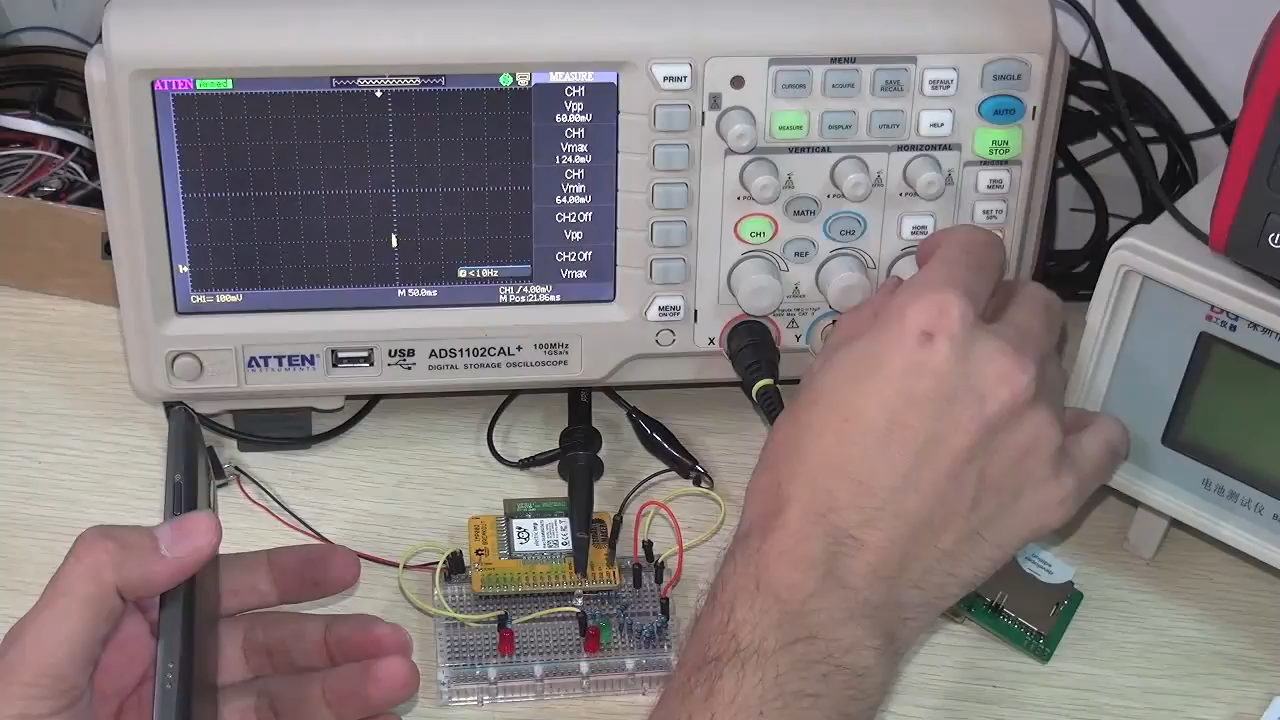 ATTEN Armed
MEASURE
CH1
Vpp
60.00mV
CH1
Vmax
124.0mV
CH1
Vmin
64.00mV
CH2 Off
Vpp
CH2 Off
Vmax
<10Hz
CH1= 100mV M 50.0ms CH1 / 4.00mV
M Pos:21.86ms
PRINT
MENU
ON/OFF
MENU
CURSORS
ACQUIRE
SAVE
RECALL
DEFAULT
SETUP
SINGLE
MEASURE
DISPLAY
UTILITY
HELP
AUTO
RUN
STOP
VERTICAL
HORIZONTAL
TRIGGER
TRIG
MENU
MATH
SET TO
50%
CH1
CH2
HORI
MENU
REF
X
Y
ATTEN
INSTRUMENTS
USB
ADS1102CAL+ 100MHz
1GSa/s
DIGITAL STORAGE OSCILLOSCOPE
电池测试仪